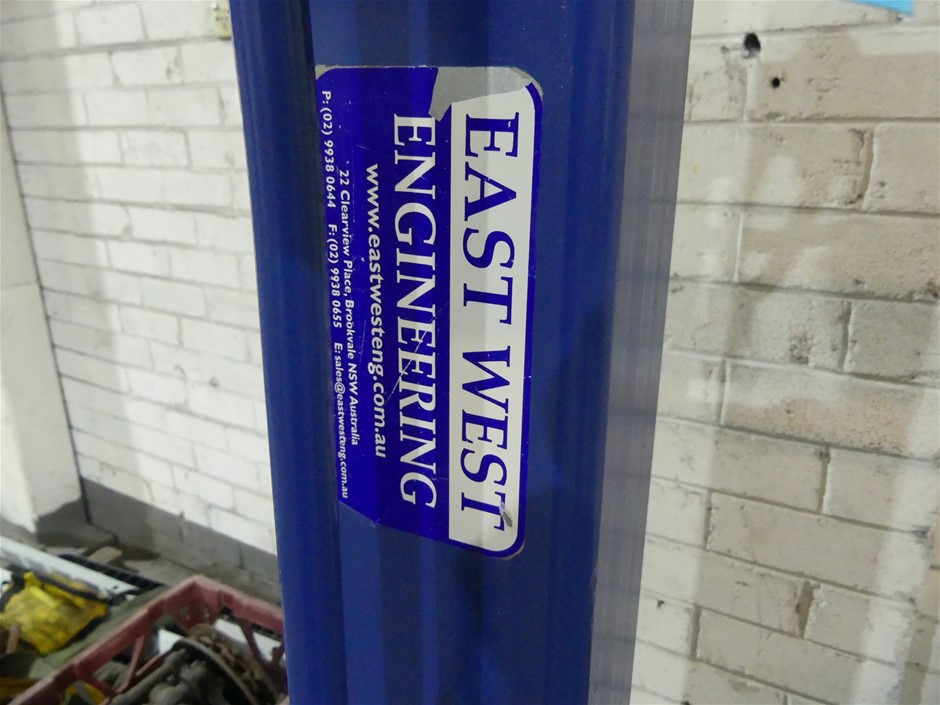 EAST WEST
ENGINEERING
www.eastwesteng.com.au
22 Clearview Place, Brookvale NSW Australia
P: (02) 9938 0644 F: (02) 9938 0655 E: sales@eastwesteng.com.au